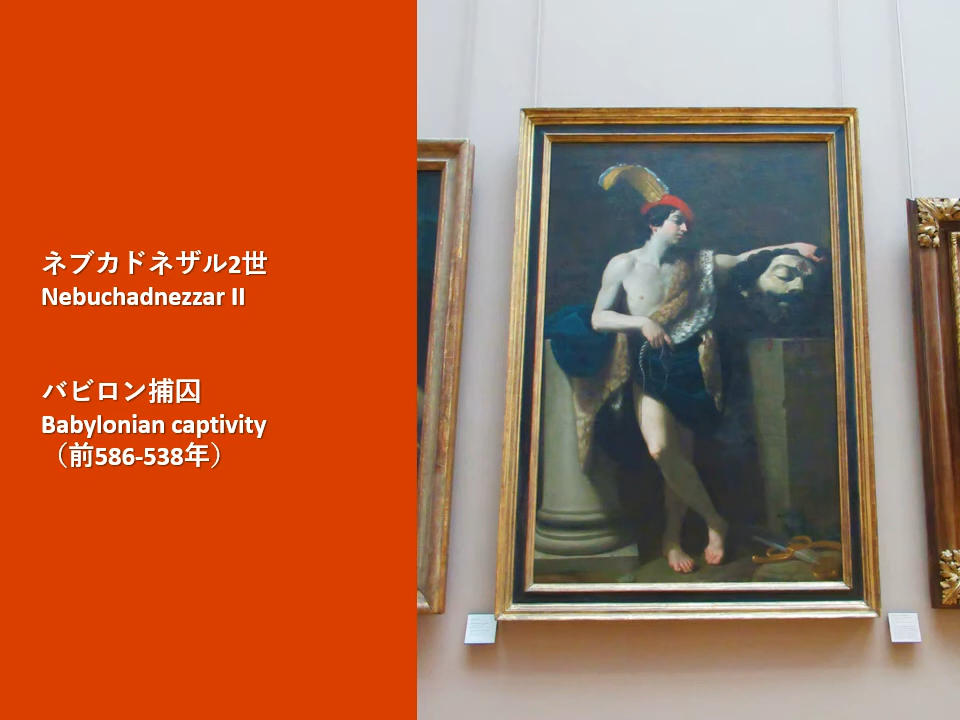 ネブカドネザル2世
Nebuchadnezzar II
バビロン捕囚
Babylonian captivity
（前586-538年）